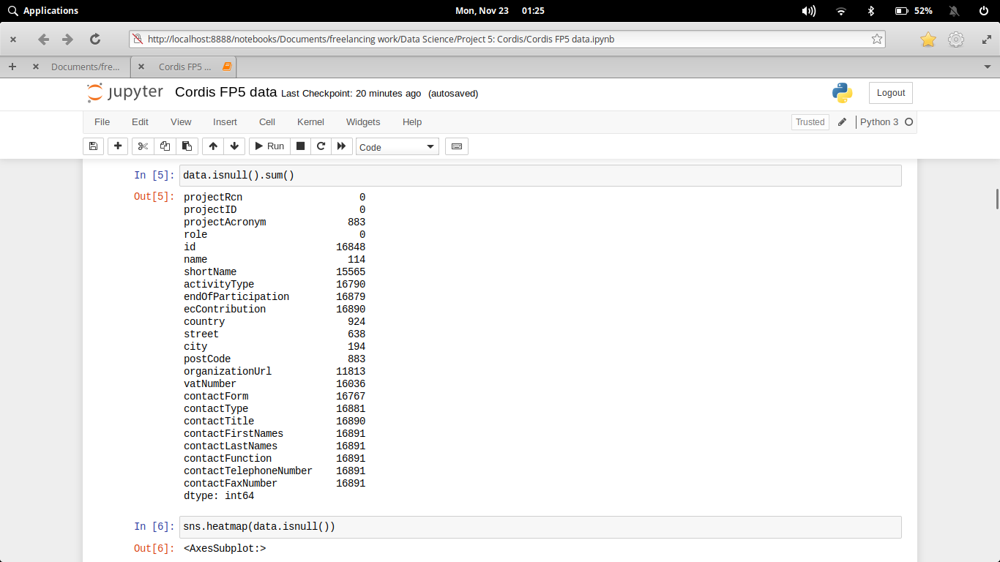 Applications Mon, Nov 23 01:25 52%
http://localhost:8888/notebooks/Documents/freelancing work/Data Science/Project 5: Cordis/Cordis FP5 data.ipynb
Documents/fre... Cordis FP5 ...
jupyter Cordis FP5 data Last Checkpoint: 20 minutes ago (autosaved) Logout
File Edit View Insert Cell Kernel Widgets Help Trusted Python 3
Run Code
In [5]: data.isnull().sum()
Out[5]: projectRcn 0
projectID 0
projectAcronym 883
role 0
id 16848
name 114
shortName 15565
activityType 16790
endOfParticipation 16879
ecContribution 16890
country 924
street 638
city 194
postCode 883
organizationUrl 11813
vatNumber 16036
contactForm 16767
contactType 16881
contactTitle 16890
contactFirstNames 16891
contactLastNames 16891
contactFunction 16891
contactTelephoneNumber 16891
contactFaxNumber 16891
dtype: int64
In [6]: sns.heatmap(data.isnull())
Out[6]: <AxesSubplot:>